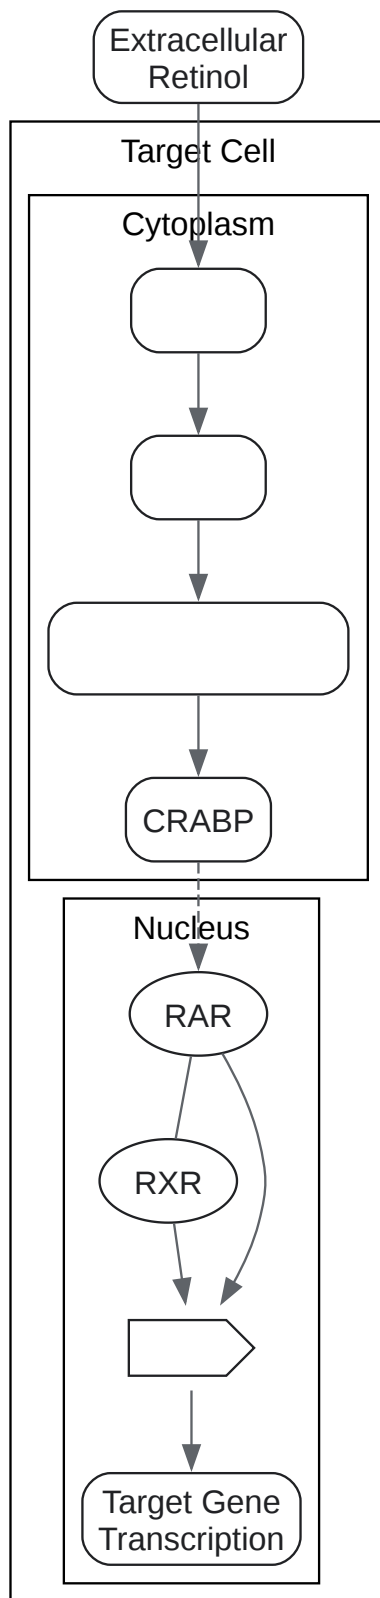 Extracellular
Retinol
Target Cell
Cytoplasm
CRABP
Nucleus
RAR
RXR
Target Gene
Transcription